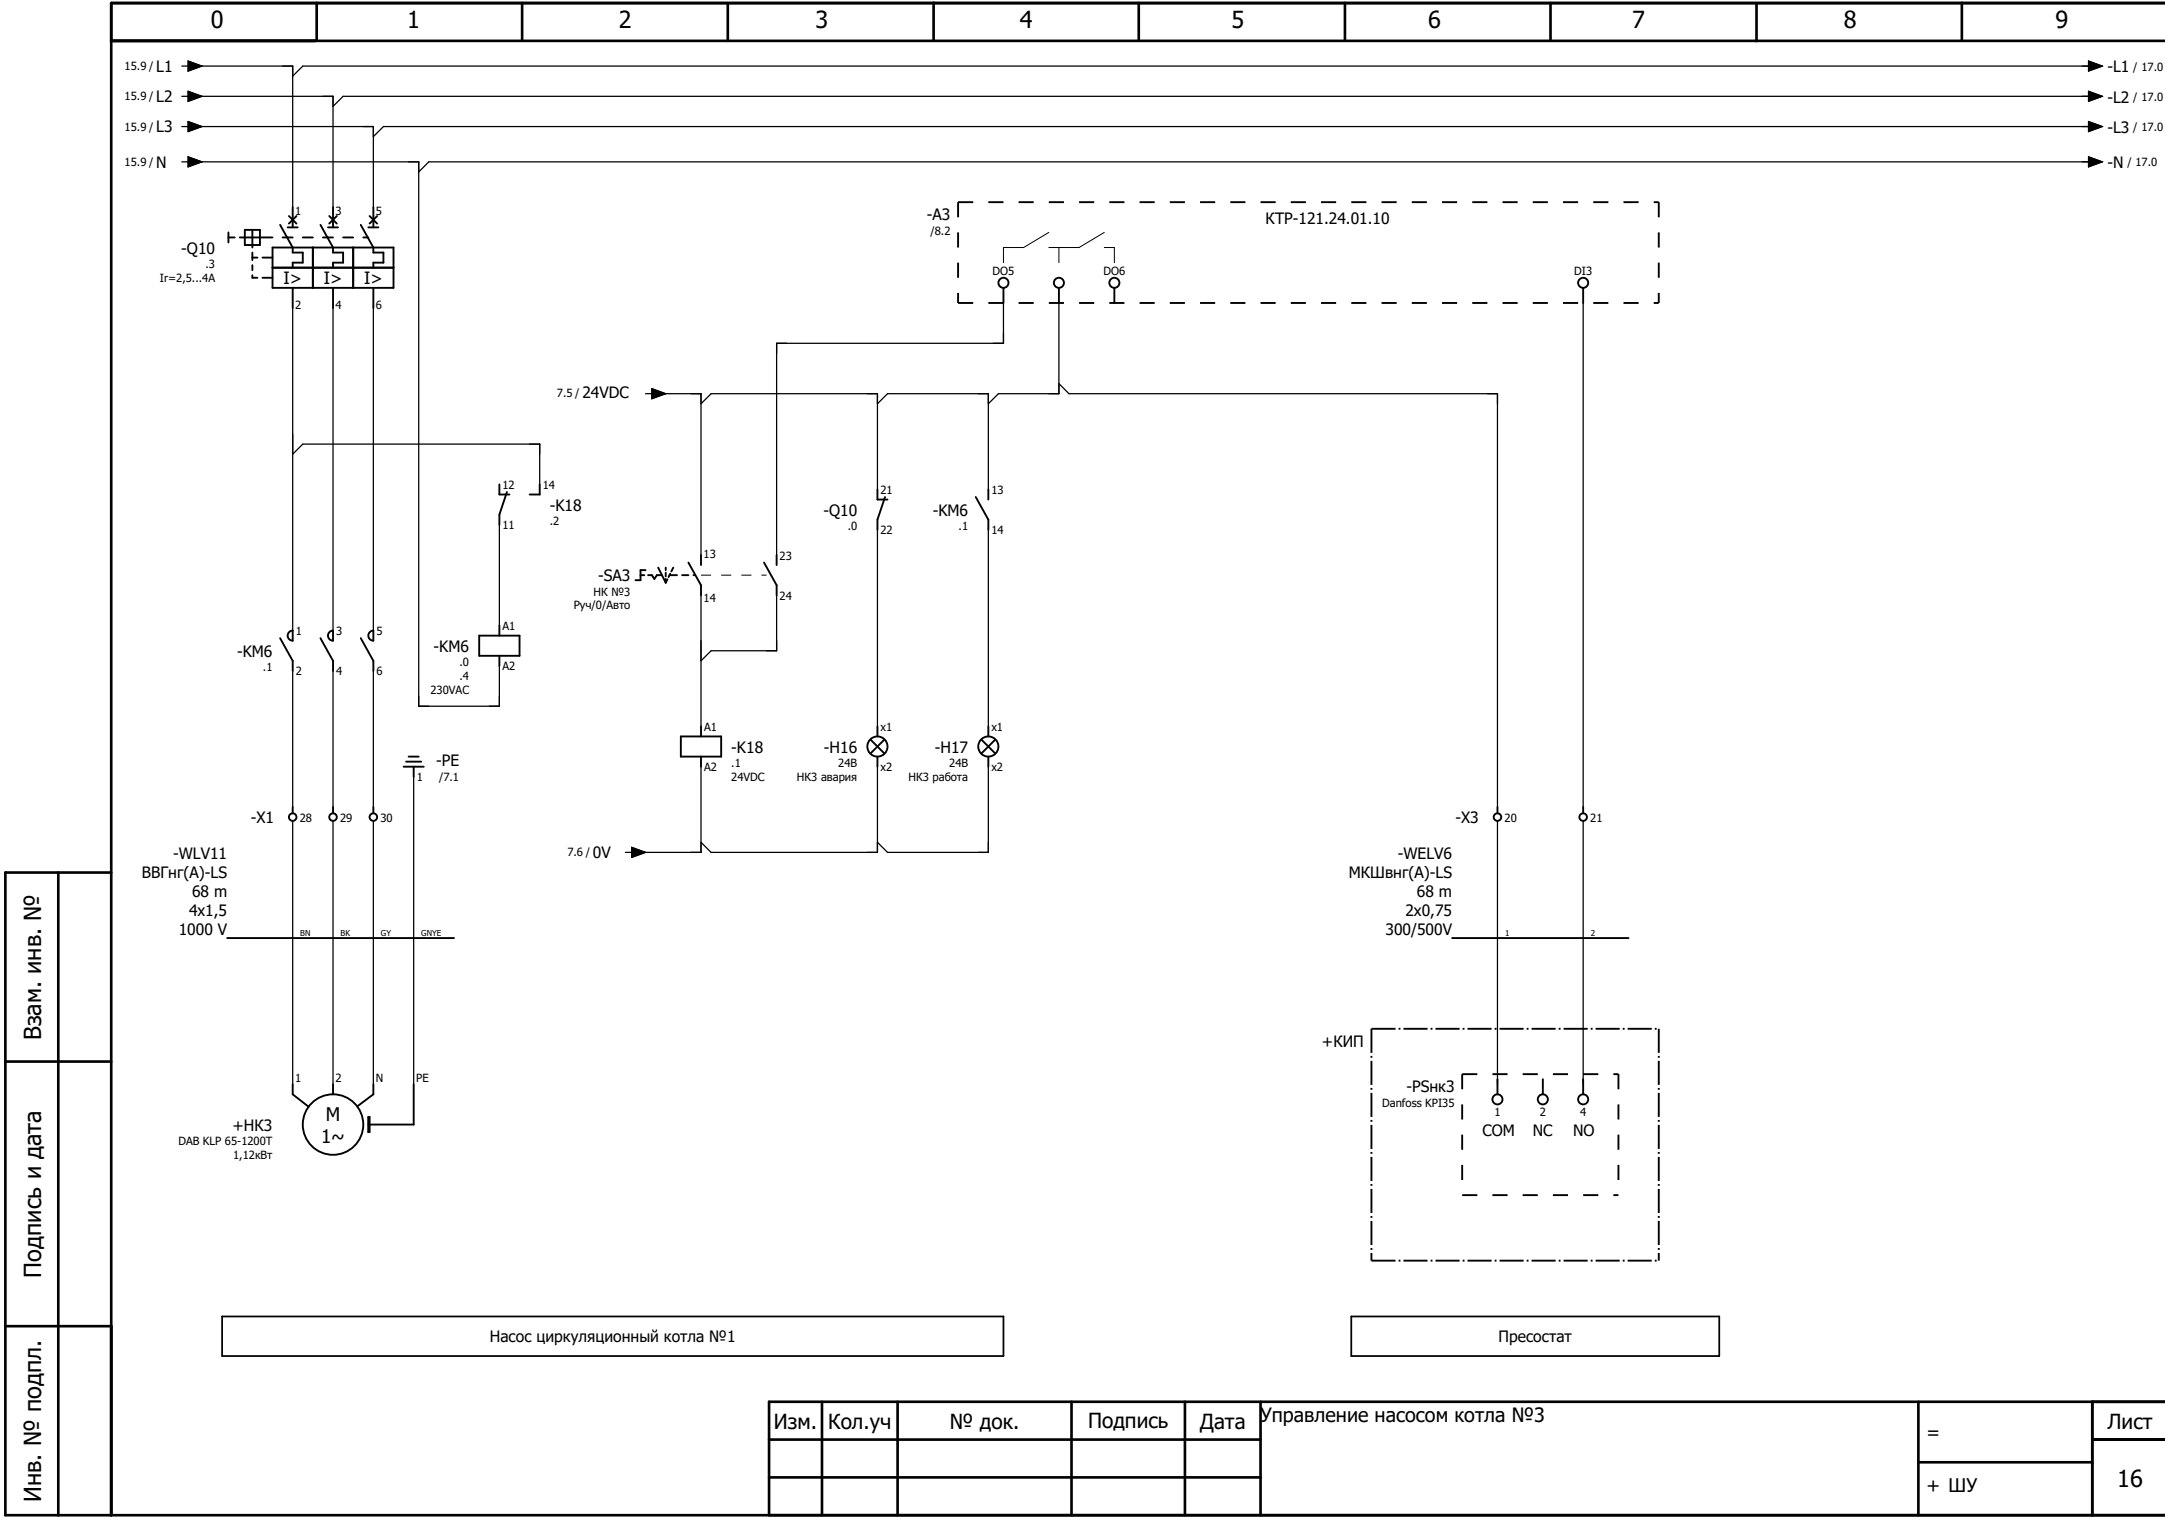 0 1 2 3 4 5 6 7 8 9
15.9 / L1
-L1 / 17.0
15.9 / L2
-L2 / 17.0
15.9 / L3
-L3 / 17.0
15.9 / N
-N / 17.0
1 3 5
-Q10
.3
Ir=2,5...4A
I> I> I>
2 4 6
-A3
/8.2
КТР-121.24.01.10
DO5
DO6
DI3
7.5 / 24VDC
12 14
-K18
.2
11
21
-Q10
.0
22
13
-KM6
.1
14
13
23
-SA3
НК №3
Руч/0/Авто
14
24
1 3 5
-KM6
.1
2 4 6
A1
-KM6
.0
.4
230VAC
A2
A1
-K18
.1
24VDC
A2
x1
-H16
24В
НК3 авария
x2
x1
-H17
24В
НК3 работа
x2
-PE
/7.1
1
-X1 28 29 30
7.6 / 0V
-X3 20 21
-WLV11
ВВГнг(А)-LS
68 m
4x1,5
1000 V
BN BK GY GNYE
-WELV6
МКШвнг(А)-LS
68 m
2x0,75
300/500V
1 2
1 2 N PE
M
1~
+НК3
DAB KLP 65-1200T
1,12кВт
+КИП
-PSнк3
Danfoss KPI35
1 2 4
COM NC NO
Насос циркуляционный котла №1
Пресостат
Взам. инв. №
Подпись и дата
Инв. № подпл.
Изм. Кол.уч № док. Подпись Дата
Управление насосом котла №3
=
+ ШУ
Лист
16